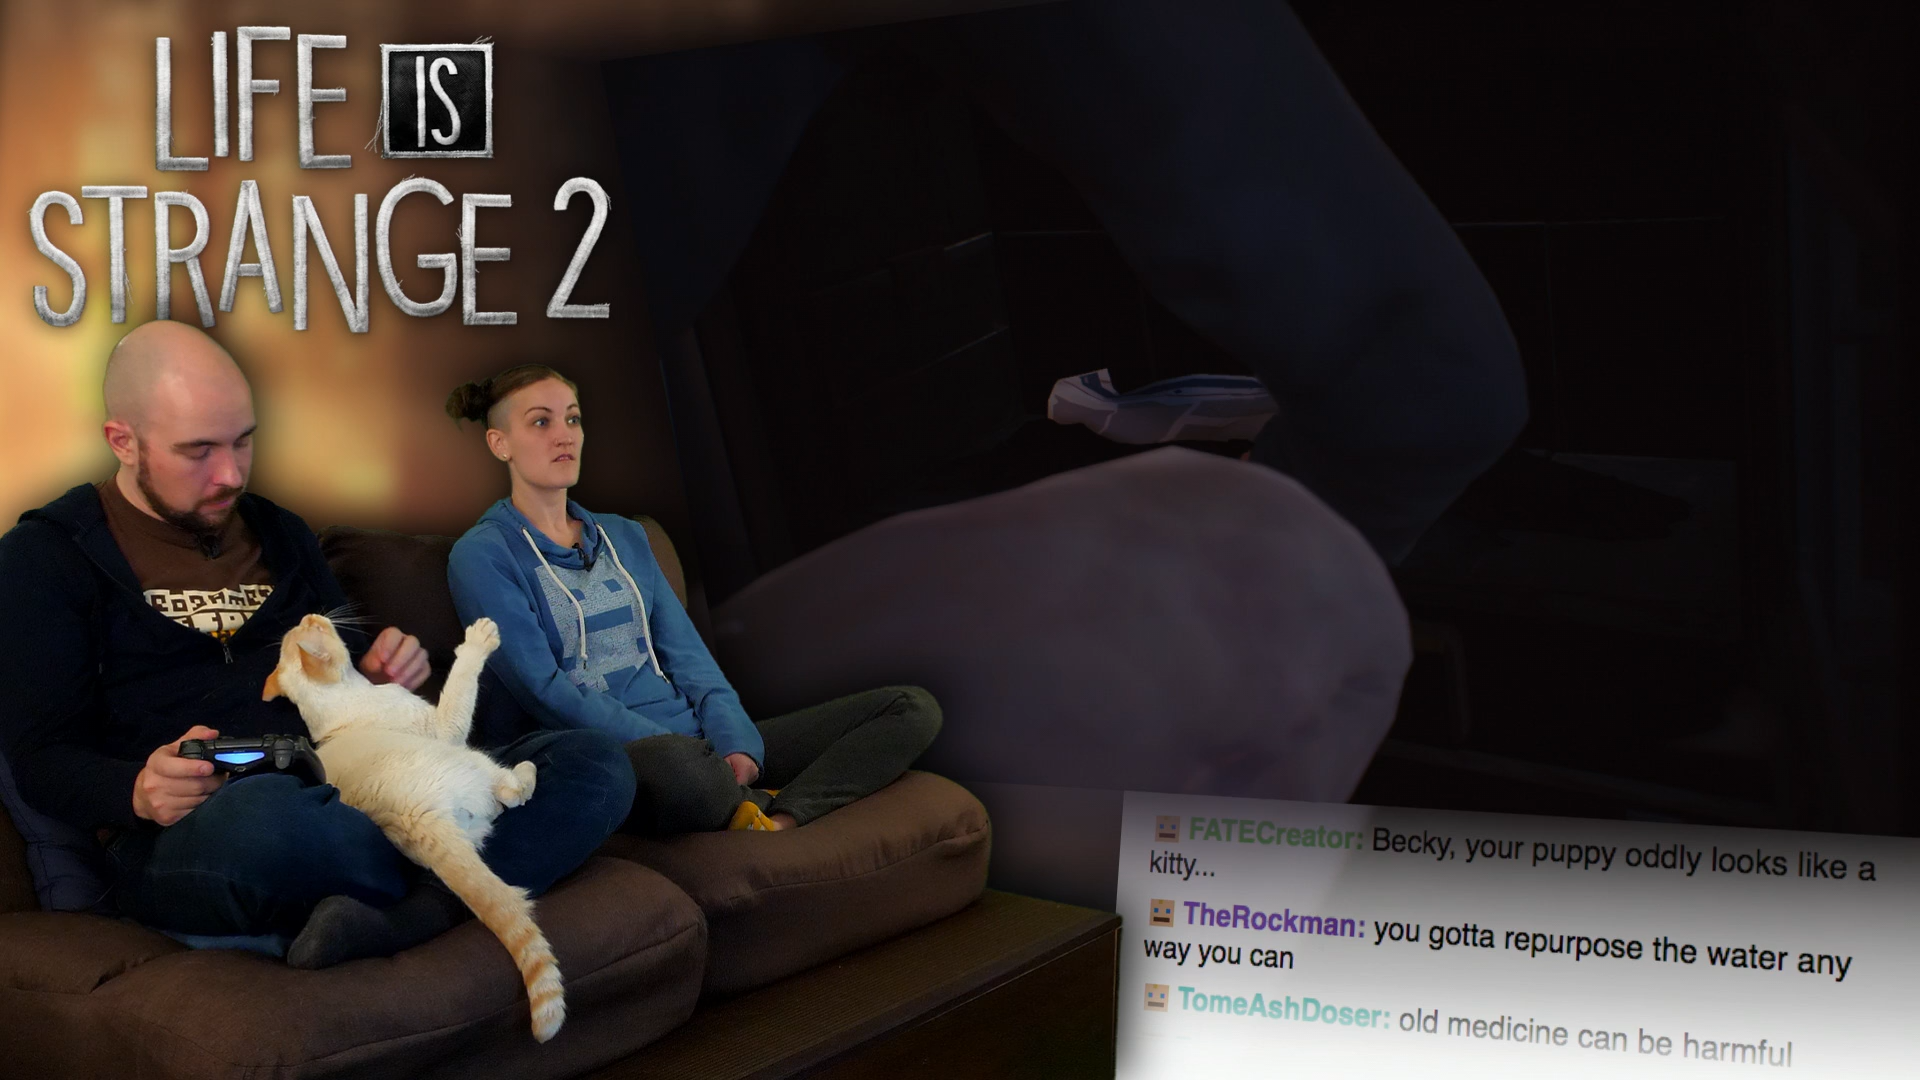 LIFE IS
STRANGE 2
FATECreator: Becky, your puppy oddly looks like a
kitty...
TheRockman: you gotta repurpose the water any
way you can
TomeAshDoser: old medicine can be harmful